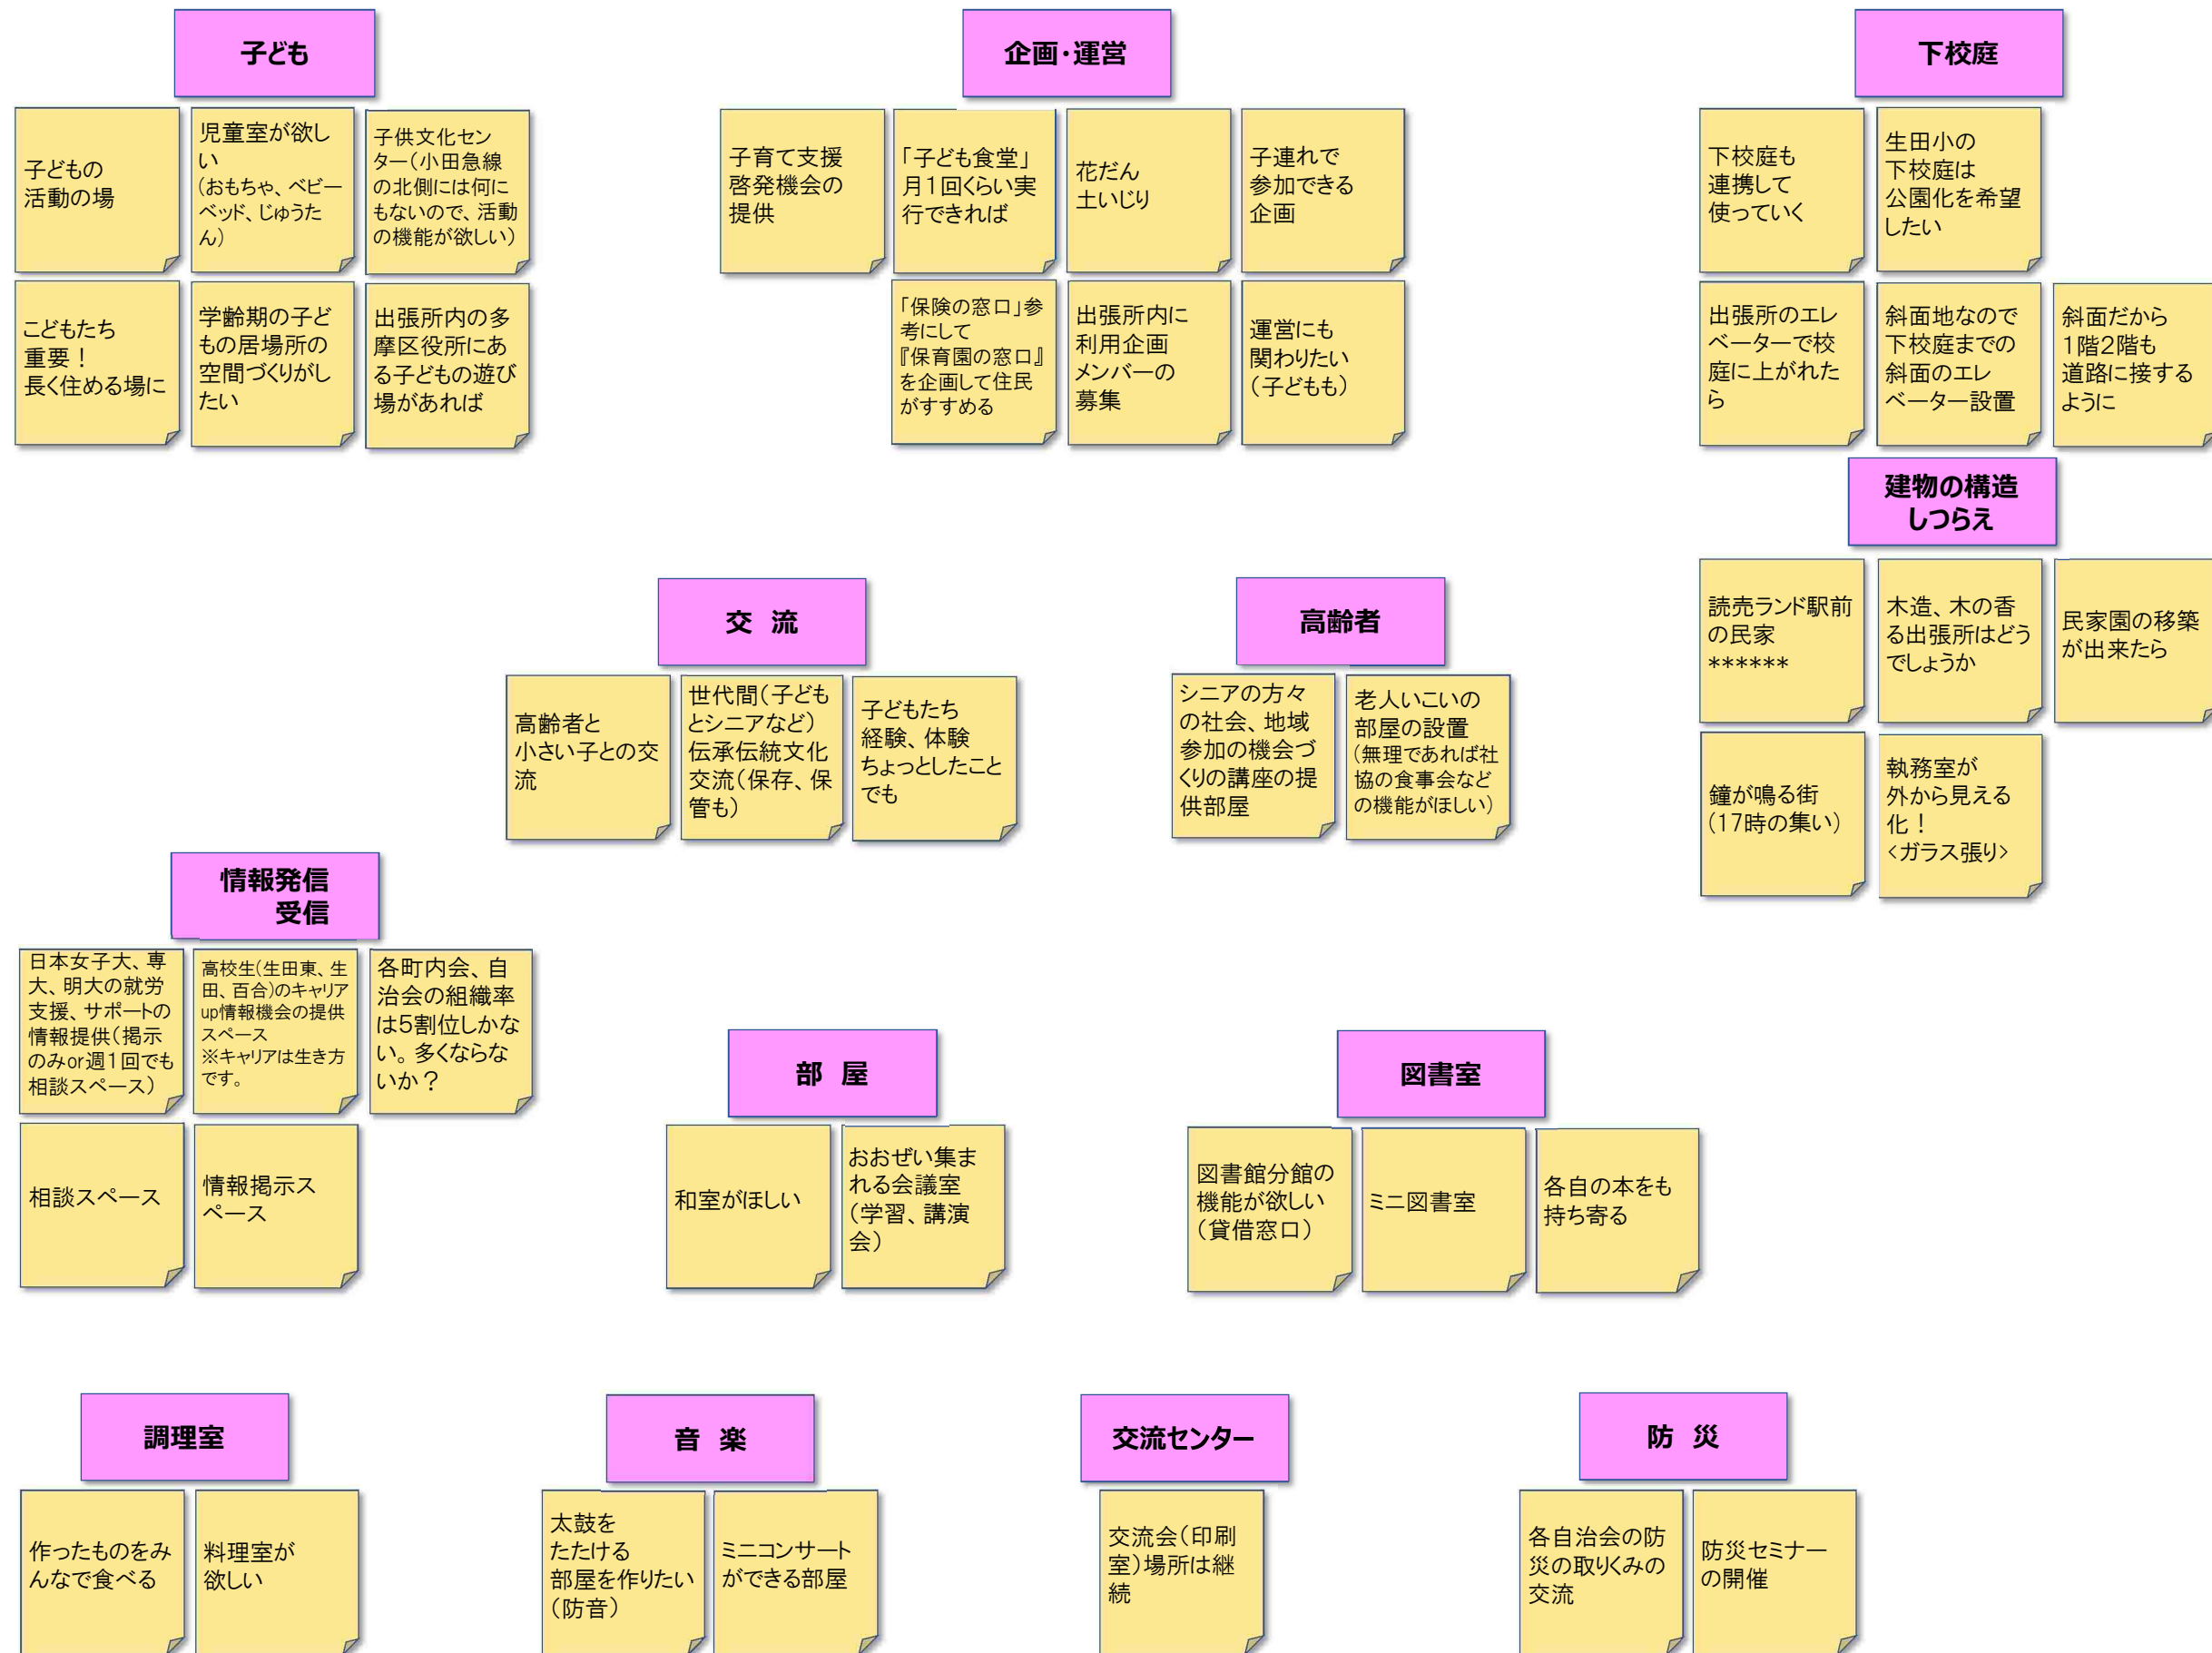 子ども
子どもの
活動の場
児童室が欲し
い
（おもちゃ、ベビー
ベッド、じゅうた
ん）
子供文化セン
ター（小田急線
の北側には何に
もないので、活動
の機能が欲しい）
こどもたち
重要！
長く住める場に
学齢期の子ど
もの居場所の
空間づくりがし
たい
出張所内の多
摩区役所にあ
る子どもの遊び
場があれば
企画・運営
子育て支援
啓発機会の
提供
「子ども食堂」
月１回くらい実
行できれば
花だん
土いじり
子連れで
参加できる
企画
「保険の窓口」参
考にして
『保育園の窓口』
を企画して住民
がすすめる
出張所内に
利用企画
メンバーの
募集
運営にも
関わりたい
（子どもも）
下校庭
下校庭も
連携して
使っていく
生田小の
下校庭は
公園化を希望
したい
出張所のエレ
ベーターで校
庭に上がれた
ら
斜面地なので
下校庭までの
斜面のエレ
ベーター設置
斜面だから
1階2階も
道路に接する
ように
建物の構造
しつらえ
読売ランド駅前
の民家
******
木造、木の香
る出張所はどう
でしょうか
民家園の移築
が出来たら
鐘が鳴る街
（17時の集い）
執務室が
外から見える
化！
<ガラス張り>
交　流
高齢者と
小さい子との交
流
世代間（子ども
とシニアなど）
伝承伝統文化
交流（保存、保
管も）
子どもたち
経験、体験
ちょっとしたこと
でも
高齢者
シニアの方々
の社会、地域
参加の機会づ
くりの講座の提
供部屋
老人いこいの
部屋の設置
（無理であれば社
協の食事会など
の機能がほしい）
情報発信
受信
日本女子大、専
大、明大の就労
支援、サポートの
情報提供（掲示
のみor週１回でも
相談スペース）
高校生（生田東、生
田、百合）のキャリア
up情報機会の提供
スペース
※キャリアは生き方
です。
各町内会、自
治会の組織率
は５割位しかな
い。多くならな
いか？
相談スペース
情報掲示ス
ペース
部　屋
和室がほしい
おおぜい集ま
れる会議室
（学習、講演
会）
図書室
図書館分館の
機能が欲しい
（貸借窓口）
ミニ図書室
各自の本をも
持ち寄る
調理室
作ったものをみ
んなで食べる
料理室が
欲しい
音　楽
太鼓を
たたける
部屋を作りたい
（防音）
ミニコンサート
ができる部屋
交流センター
交流会（印刷
室）場所は継
続
防　災
各自治会の防
災の取りくみの
交流
防災セミナー
の開催